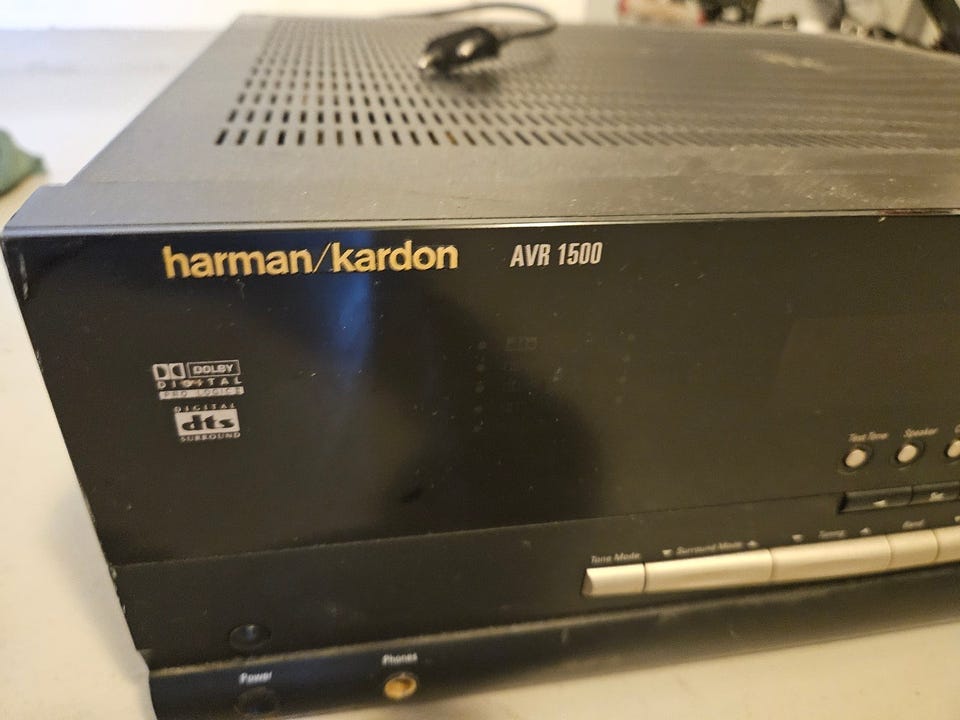 harman/kardon AVR 1500
DOLBY
DIGITAL
PRO LOGIC
DIGITAL
dts
SURROUND
Test Tone Speaker
Set
Tone Mode Surround Mode Tuning Band
Phones
Power